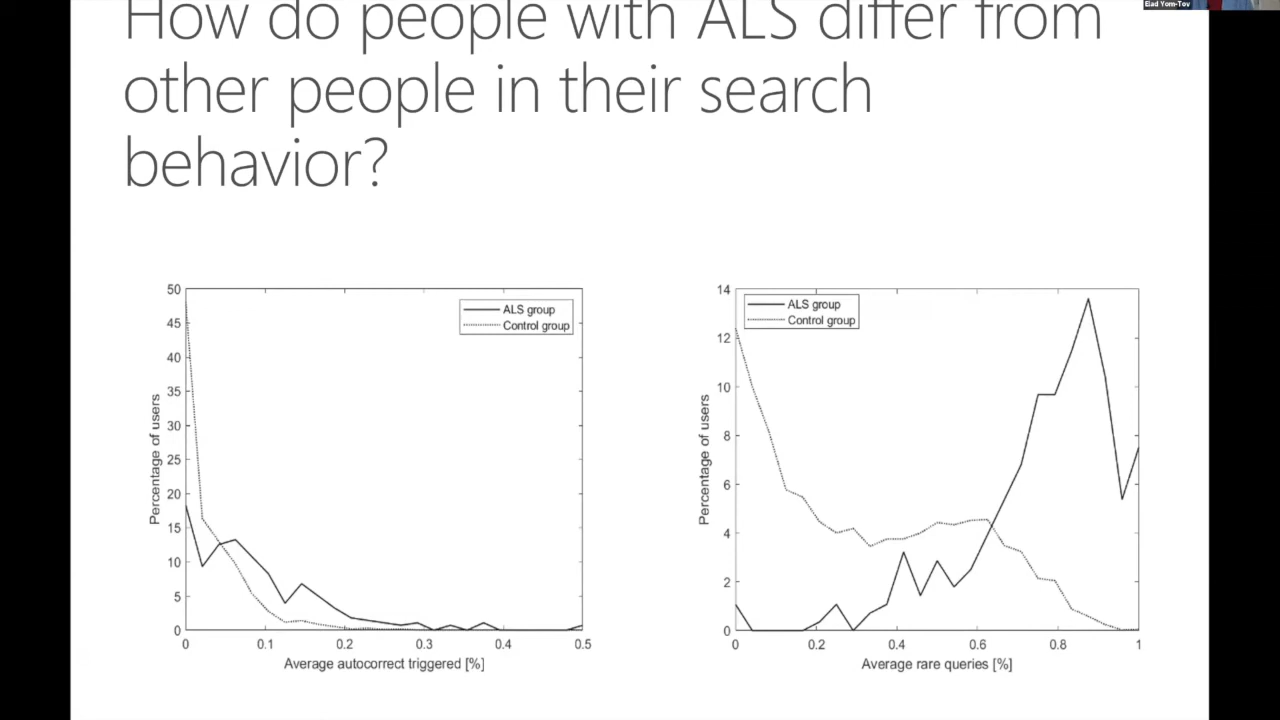 Elad Yom-Tov
How do people with ALS differ from
other people in their search
behavior?
50
45
40
35
30
25
20
15
10
5
0
Percentage of users
ALS group
Control group
0 0.1 0.2 0.3 0.4 0.5
Average autocorrect triggered [%]
14
12
10
8
6
4
2
0
Percentage of users
ALS group
Control group
0 0.2 0.4 0.6 0.8 1
Average rare queries [%]